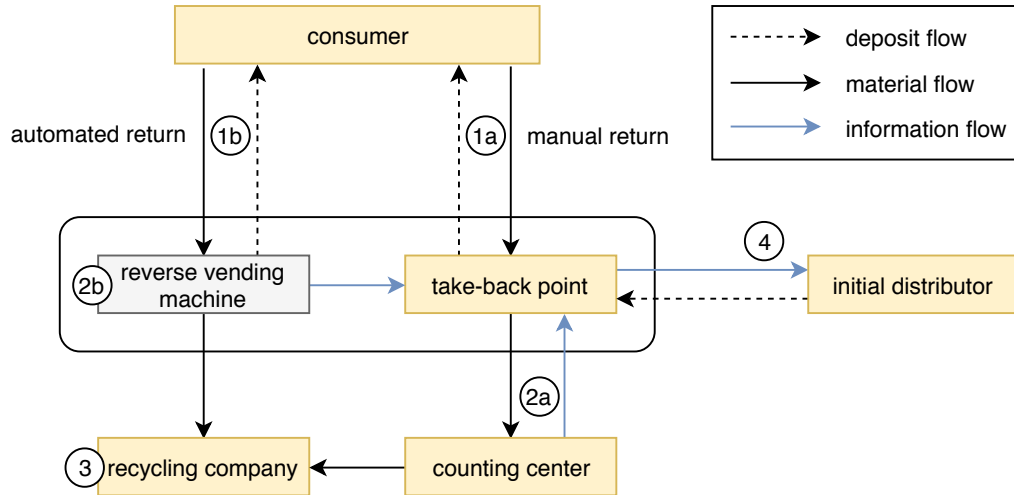 consumer
deposit flow
material flow
information flow
automated return
1b
1a
manual return
4
2b
reverse vending
machine
take-back point
initial distributor
2a
3
recycling company
counting center